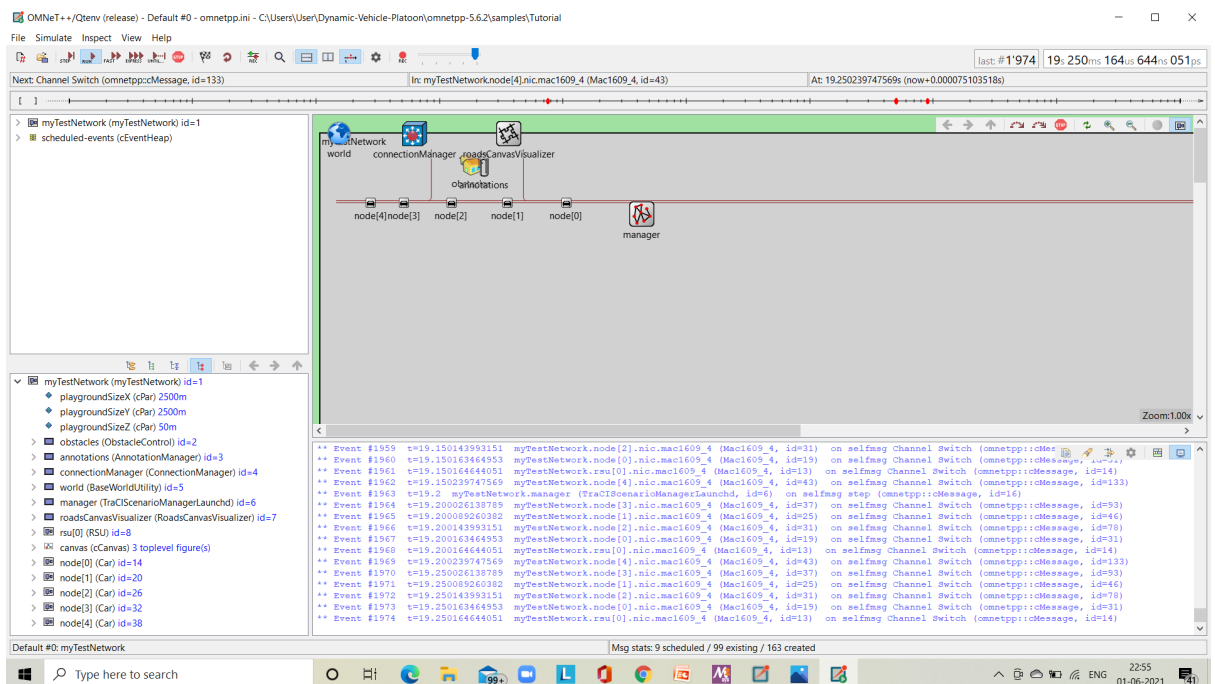 OMNeT++/Qtenv (release) - Default #0 - omnetpp.ini - C:\Users\User\Dynamic-Vehicle-Platoon\omnetpp-5.6.2\samples\Tutorial
File Simulate Inspect View Help
STEP RUN FAST EXPRESS UNTIL... STOP REC REC
last: #1'974 19s 250ms 164us 644ns 051ps
Next: Channel Switch (omnetpp::cMessage, id=133) In: myTestNetwork.node[4].nic.mac1609_4 (Mac1609_4, id=43) At: 19.250239747569s (now+0.000075103518s)
myTestNetwork (myTestNetwork) id=1
scheduled-events (cEventHeap)
world connectionManager roadsCanvasVisualizer
annotations
node[4] node[3] node[2] node[1] node[0]
manager
STOP
Zoom:1.00x
myTestNetwork (myTestNetwork) id=1
playgroundSizeX (cPar) 2500m
playgroundSizeY (cPar) 2500m
playgroundSizeZ (cPar) 50m
obstacles (ObstacleControl) id=2
annotations (AnnotationManager) id=3
connectionManager (ConnectionManager) id=4
world (BaseWorldUtility) id=5
manager (TraCIScenarioManagerLaunchd) id=6
roadsCanvasVisualizer (RoadsCanvasVisualizer) id=7
rsu[0] (RSU) id=8
canvas (cCanvas) 3 toplevel figure(s)
node[0] (Car) id=14
node[1] (Car) id=20
node[2] (Car) id=26
node[3] (Car) id=32
node[4] (Car) id=38
** Event #1959 t=19.150143993151 myTestNetwork.node[2].nic.mac1609_4 (Mac1609_4, id=31) on selfmsg Channel Switch (omnetpp::cMes
** Event #1960 t=19.150163464953 myTestNetwork.node[0].nic.mac1609_4 (Mac1609_4, id=19) on selfmsg Channel Switch (omnetpp::cMessage, id=31)
** Event #1961 t=19.150164644051 myTestNetwork.rsu[0].nic.mac1609_4 (Mac1609_4, id=13) on selfmsg Channel Switch (omnetpp::cMessage, id=14)
** Event #1962 t=19.150239747569 myTestNetwork.node[4].nic.mac1609_4 (Mac1609_4, id=43) on selfmsg Channel Switch (omnetpp::cMessage, id=133)
** Event #1963 t=19.2 myTestNetwork.manager (TraCIScenarioManagerLaunchd, id=6) on selfmsg step (omnetpp::cMessage, id=16)
** Event #1964 t=19.200026138789 myTestNetwork.node[3].nic.mac1609_4 (Mac1609_4, id=37) on selfmsg Channel Switch (omnetpp::cMessage, id=93)
** Event #1965 t=19.200089260382 myTestNetwork.node[1].nic.mac1609_4 (Mac1609_4, id=25) on selfmsg Channel Switch (omnetpp::cMessage, id=46)
** Event #1966 t=19.200143993151 myTestNetwork.node[2].nic.mac1609_4 (Mac1609_4, id=31) on selfmsg Channel Switch (omnetpp::cMessage, id=78)
** Event #1967 t=19.200163464953 myTestNetwork.node[0].nic.mac1609_4 (Mac1609_4, id=19) on selfmsg Channel Switch (omnetpp::cMessage, id=31)
** Event #1968 t=19.200164644051 myTestNetwork.rsu[0].nic.mac1609_4 (Mac1609_4, id=13) on selfmsg Channel Switch (omnetpp::cMessage, id=14)
** Event #1969 t=19.200239747569 myTestNetwork.node[4].nic.mac1609_4 (Mac1609_4, id=43) on selfmsg Channel Switch (omnetpp::cMessage, id=133)
** Event #1970 t=19.250026138789 myTestNetwork.node[3].nic.mac1609_4 (Mac1609_4, id=37) on selfmsg Channel Switch (omnetpp::cMessage, id=93)
** Event #1971 t=19.250089260382 myTestNetwork.node[1].nic.mac1609_4 (Mac1609_4, id=25) on selfmsg Channel Switch (omnetpp::cMessage, id=46)
** Event #1972 t=19.250143993151 myTestNetwork.node[2].nic.mac1609_4 (Mac1609_4, id=31) on selfmsg Channel Switch (omnetpp::cMessage, id=78)
** Event #1973 t=19.250163464953 myTestNetwork.node[0].nic.mac1609_4 (Mac1609_4, id=19) on selfmsg Channel Switch (omnetpp::cMessage, id=31)
** Event #1974 t=19.250164644051 myTestNetwork.rsu[0].nic.mac1609_4 (Mac1609_4, id=13) on selfmsg Channel Switch (omnetpp::cMessage, id=14)
Default #0: myTestNetwork Msg stats: 9 scheduled / 99 existing / 163 created
Type here to search 99+ L ENG 22:55
01-06-2021 41